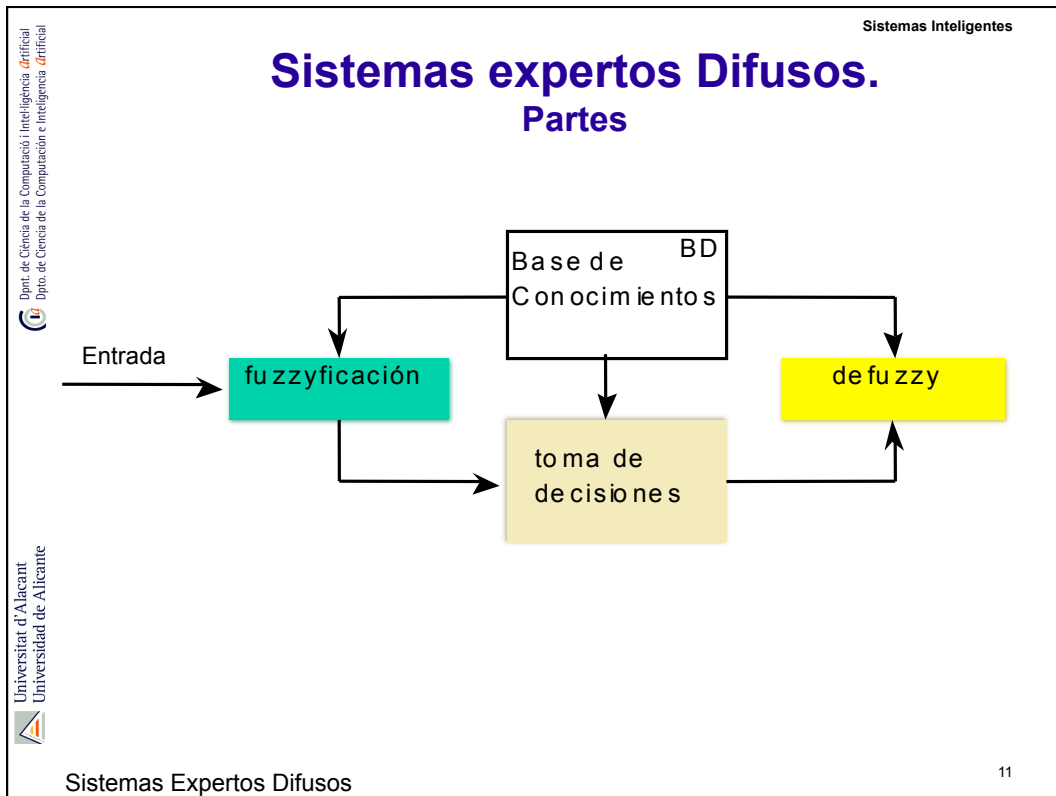 Sistemas Inteligentes
Sistemas expertos Difusos.
Partes
Dpnt. de Ciència de la Computació i Intel·ligència Artificial
Dpto. de Ciencia de la Computación e Inteligencia Artificial
Base de BD
Conocimientos
Entrada
fuzzyficación
defuzzy
toma de
decisiones
Universitat d'Alacant
Universidad de Alicante
Sistemas Expertos Difusos
11